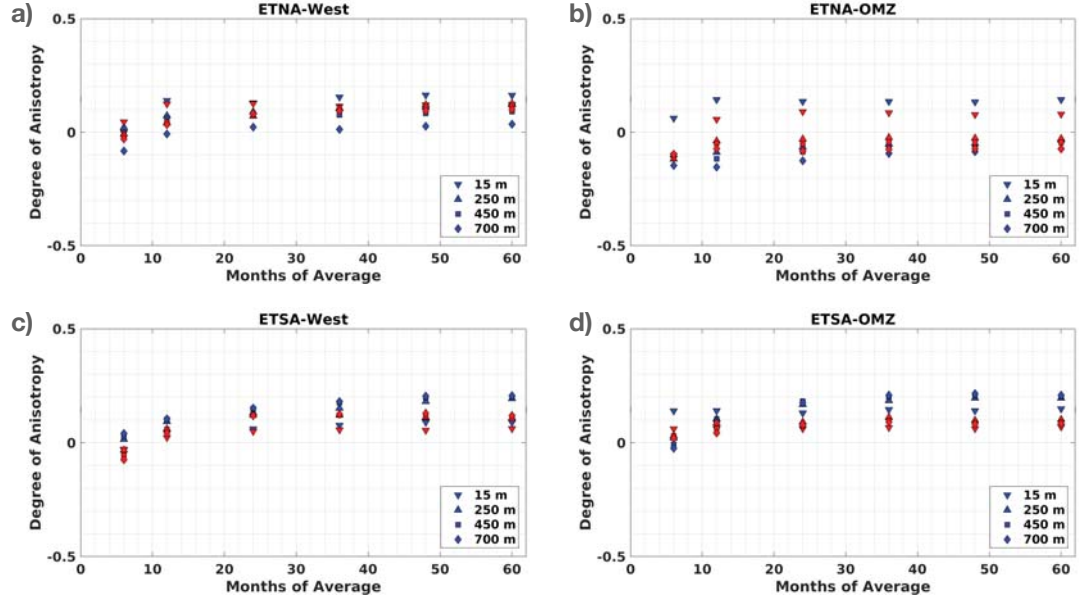 a)
ETNA-West
0.5
0
-0.5
Degree of Anisotropy
15 m
250 m
450 m
700 m
0 10 20 30 40 50 60
Months of Average
b)
ETNA-OMZ
0.5
0
-0.5
Degree of Anisotropy
15 m
250 m
450 m
700 m
0 10 20 30 40 50 60
Months of Average
c)
ETSA-West
0.5
0
-0.5
Degree of Anisotropy
15 m
250 m
450 m
700 m
0 10 20 30 40 50 60
Months of Average
d)
ETSA-OMZ
0.5
0
-0.5
Degree of Anisotropy
15 m
250 m
450 m
700 m
0 10 20 30 40 50 60
Months of Average